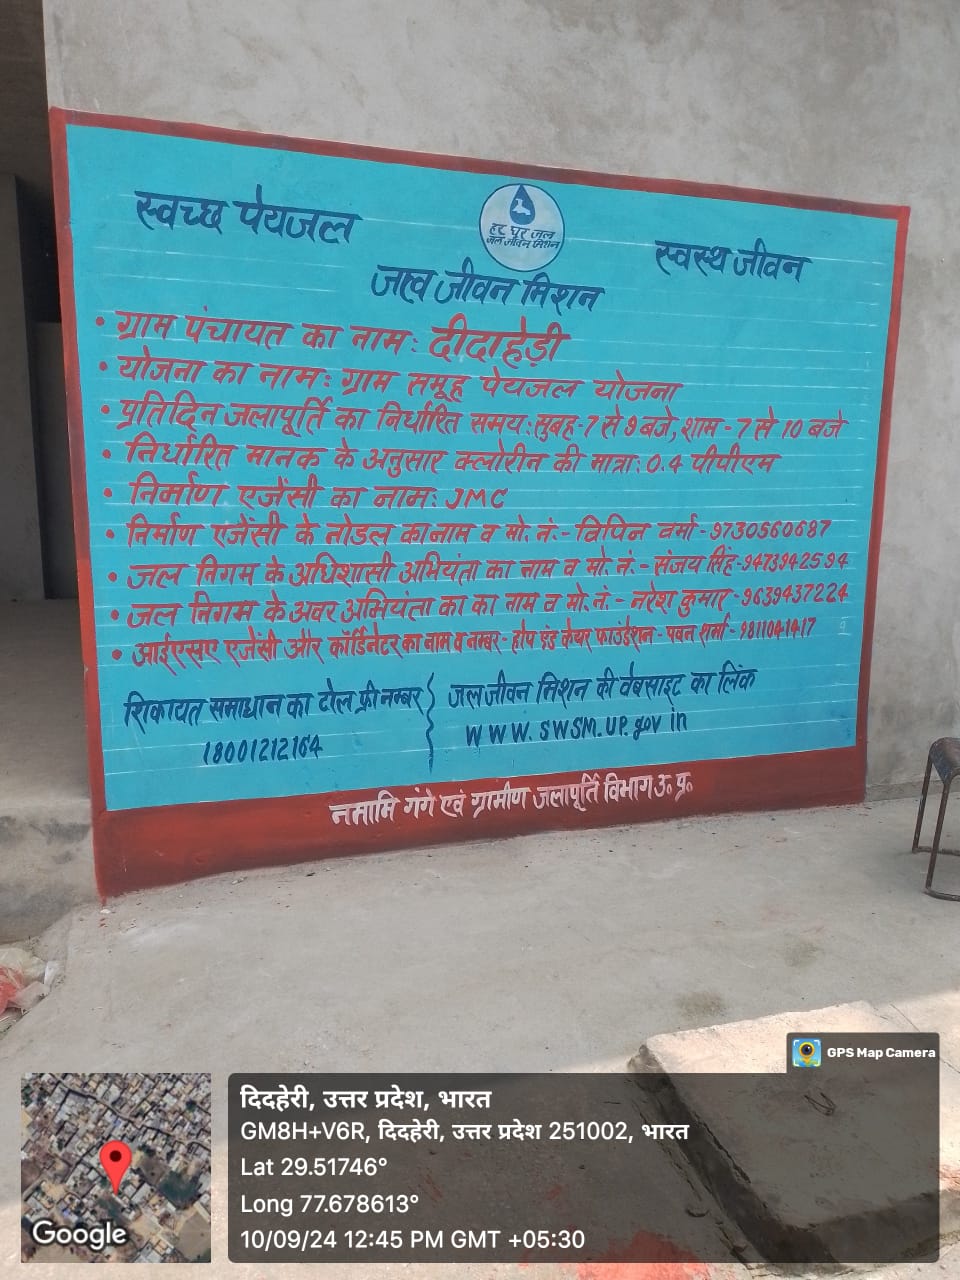 स्वच्छ पेयजल
हर घर जल
जल जीवन मिशन
स्वस्थ जीवन
जल जीवन मिशन
• ग्राम पंचायत का नाम: दीदाहेड़ी
• योजना का नाम: ग्राम समूह पेयजल योजना
• प्रतिदिन जलापूर्ति का निर्धारित समय: सुबह-7 से 9 बजे, शाम-7 से 10 बजे
• निर्धारित मानक के अनुसार क्लोरीन की मात्रा: 0.4 पीपीएम
• निर्माण एजेंसी का नाम: JMC
• निर्माण एजेंसी के नोडल का नाम व मो. नं:- विपिन वर्मा-9730560687
• जल निगम के अधिशासी अभियंता का नाम व मो. नं:- संजय सिंह-9473942594
• जल निगम के अवर अभियंता का का नाम व मो.नं.- नरेश कुमार-9639437224
• आईएसए एजेंसी और कॉर्डिनेटर का नाम व नम्बर- होप एंड केयर फाउंडेशन- पवन शर्मा-9811041417
शिकायत समाधान का टोल फ्री नम्बर
18001212164
जल जीवन मिशन की वेबसाइट का लिंक
WWW.SWSM.UP.gov in
नमामि गंगे एवं ग्रामीण जलापूर्ति विभाग उ० प्र०
GPS Map Camera
दिदहेरी, उत्तर प्रदेश, भारत
GM8H+V6R, दिदहेरी, उत्तर प्रदेश 251002, भारत
Lat 29.51746°
Long 77.678613°
10/09/24 12:45 PM GMT +05:30
Google